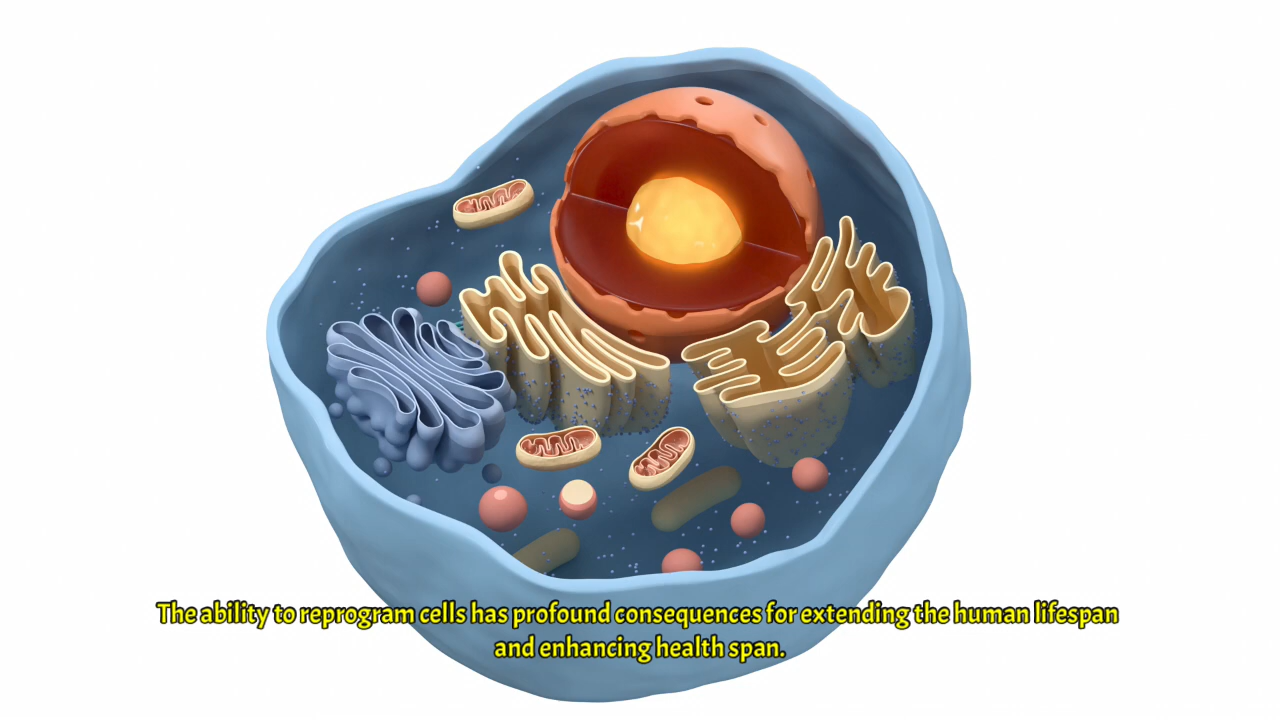 The ability to reprogram cells has profound consequences for extending the human lifespan
and enhancing health span.